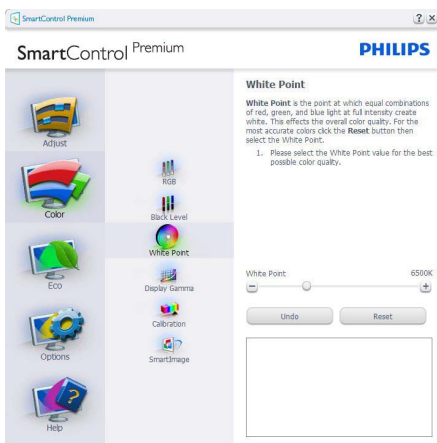 SmartControl Premium
? x
SmartControl Premium
PHILIPS
Adjust
Color
Eco
Options
Help
RGB
Black Level
White Point
Display Gamma
Calibration
SmartImage
White Point
White Point is the point at which equal combinations
of red, green, and blue light at full intensity create
white. This effects the overall color quality. For the
most accurate colors click the Reset button then
select the White Point.
1. Please select the White Point value for the best
possible color quality.
White Point 6500K
Undo Reset